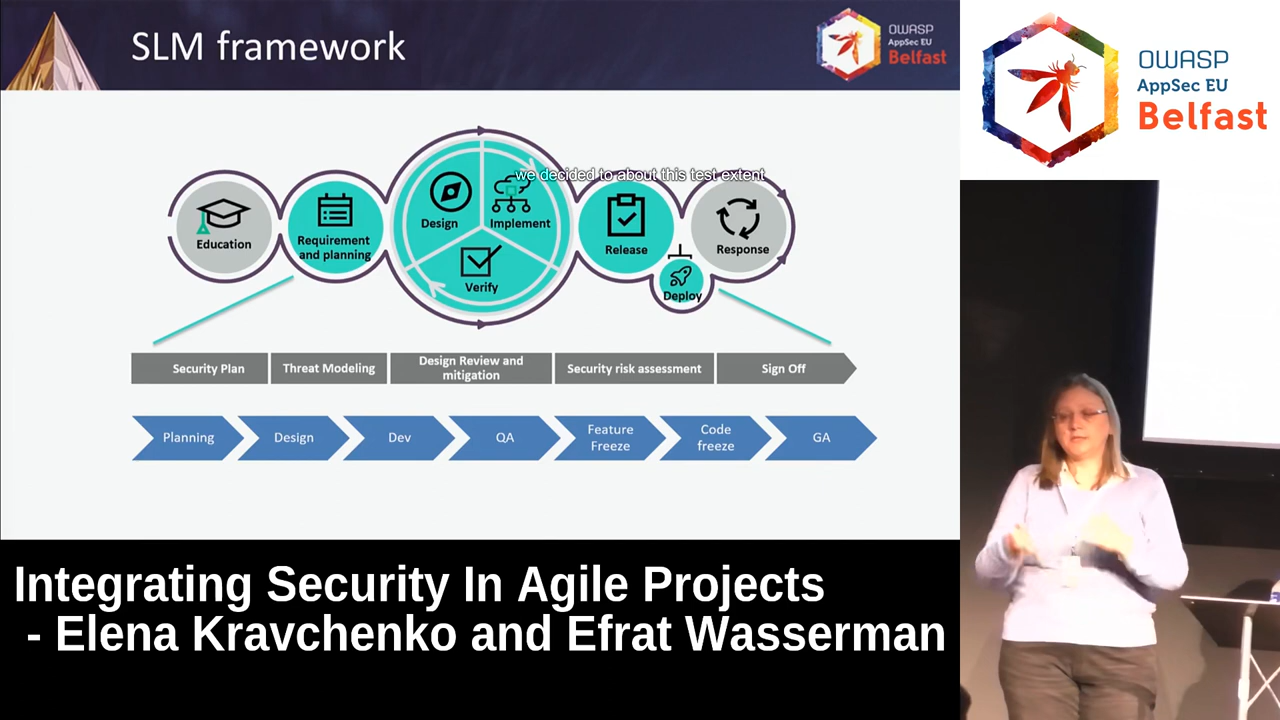 SLM framework
OWASP
AppSec EU
Belfast
OWASP
AppSec EU
Belfast
we decided to about this test extent
Education
Requirement
and planning
Design
Implement
Verify
Release
Deploy
Response
Security Plan
Threat Modeling
Design Review and
mitigation
Security risk assessment
Sign Off
Planning
Design
Dev
QA
Feature
Freeze
Code
freeze
GA
Integrating Security In Agile Projects
- Elena Kravchenko and Efrat Wasserman